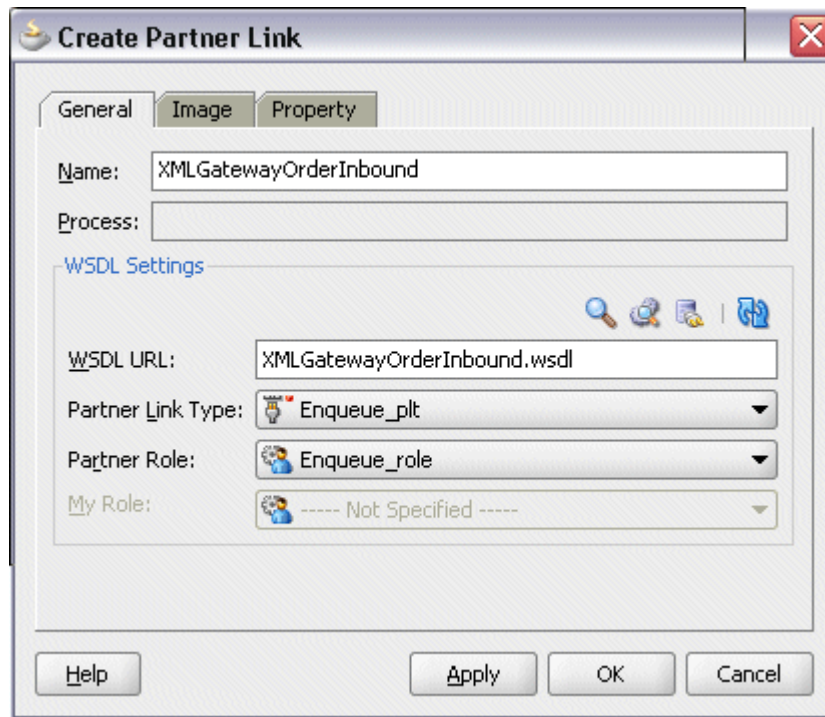 Create Partner Link
General Image Property
Name: XMLGatewayOrderInbound
Process:
WSDL Settings
WSDL URL: XMLGatewayOrderInbound.wsdl
Partner Link Type: Enqueue_plt
Partner Role: Enqueue_role
My Role: ----- Not Specified -----
Help Apply OK Cancel